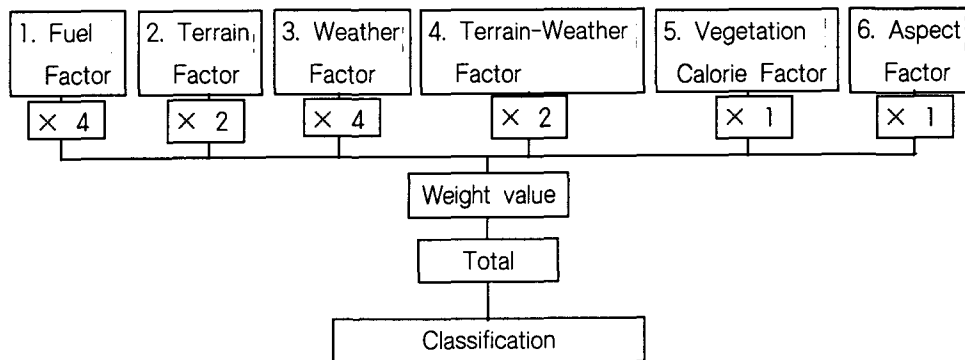 1. Fuel
Factor
× 4
2. Terrain
Factor
× 2
3. Weather
Factor
× 4
4. Terrain-Weather
Factor
× 2
5. Vegetation
Calorie Factor
× 1
6. Aspect
Factor
× 1
Weight value
Total
Classification